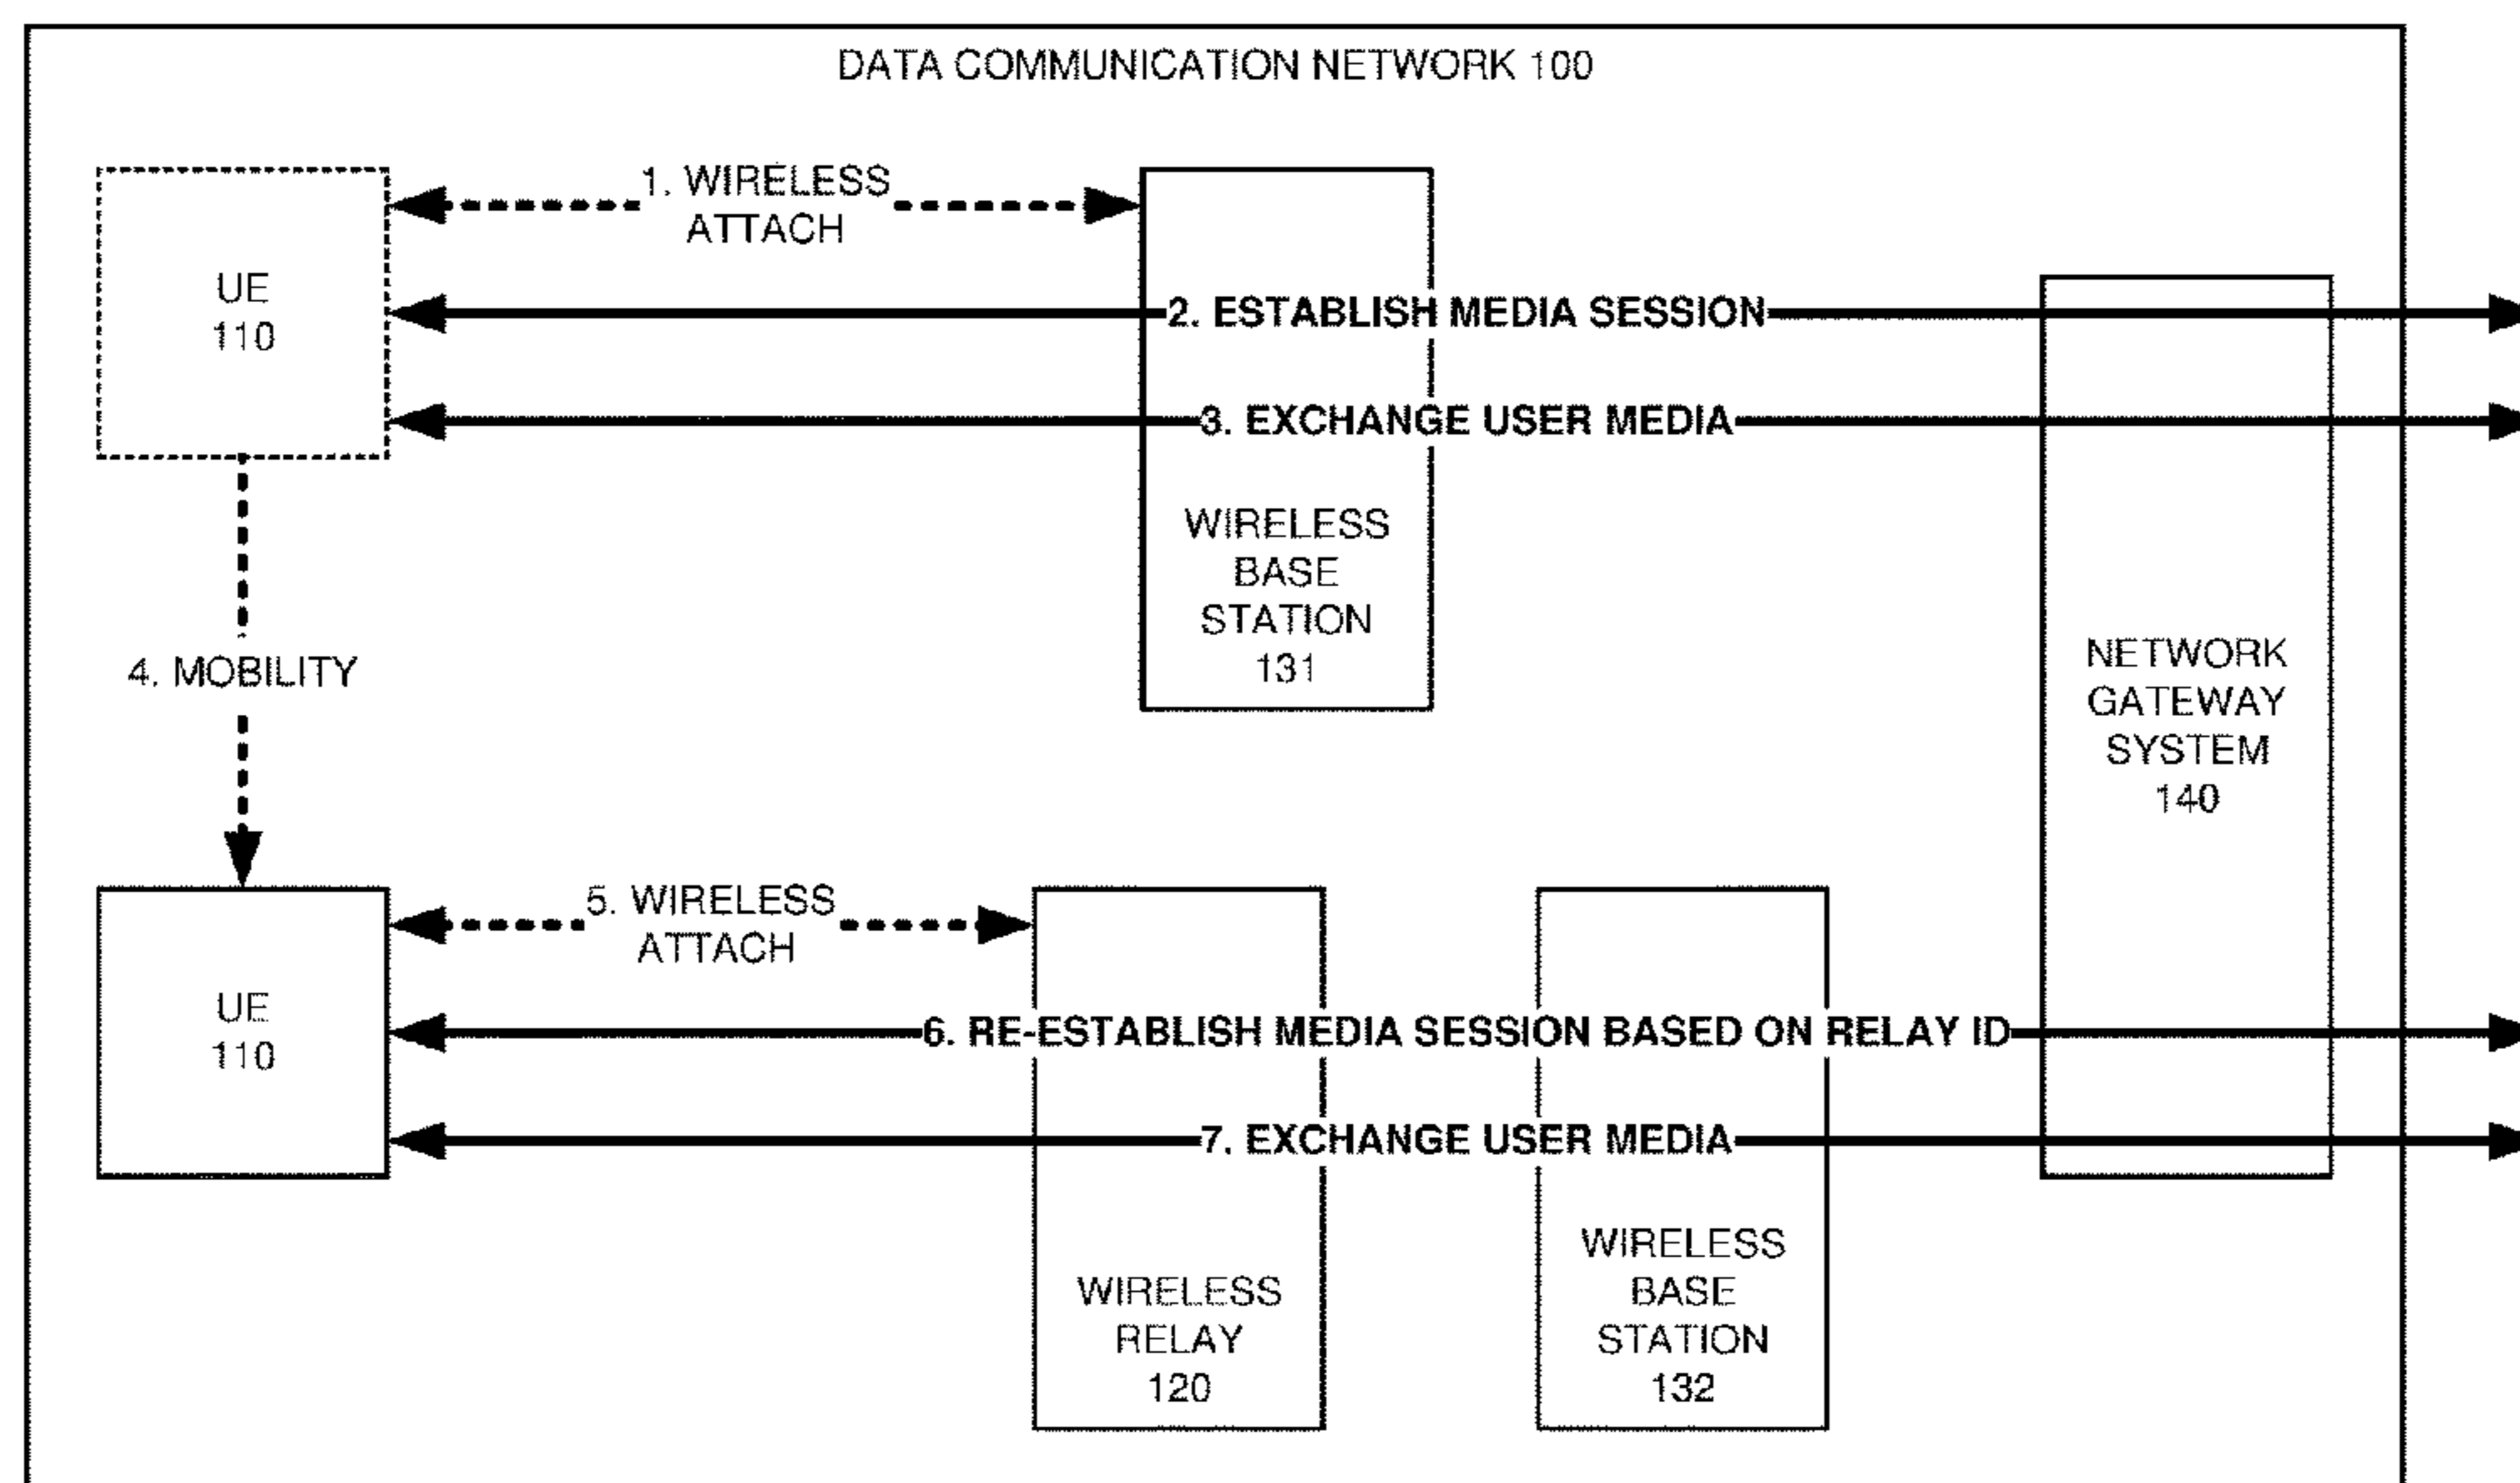 DATA COMMUNICATION NETWORK 100
1. WIRELESS
ATTACH
UE
110
2. ESTABLISH MEDIA SESSION
3. EXCHANGE USER MEDIA
WIRELESS
BASE
STATION
131
4. MOBILITY
NETWORK
GATEWAY
SYSTEM
140
5. WIRELESS
ATTACH
UE
110
6. RE-ESTABLISH MEDIA SESSION BASED ON RELAY ID
7. EXCHANGE USER MEDIA
WIRELESS
RELAY
120
WIRELESS
BASE
STATION
132